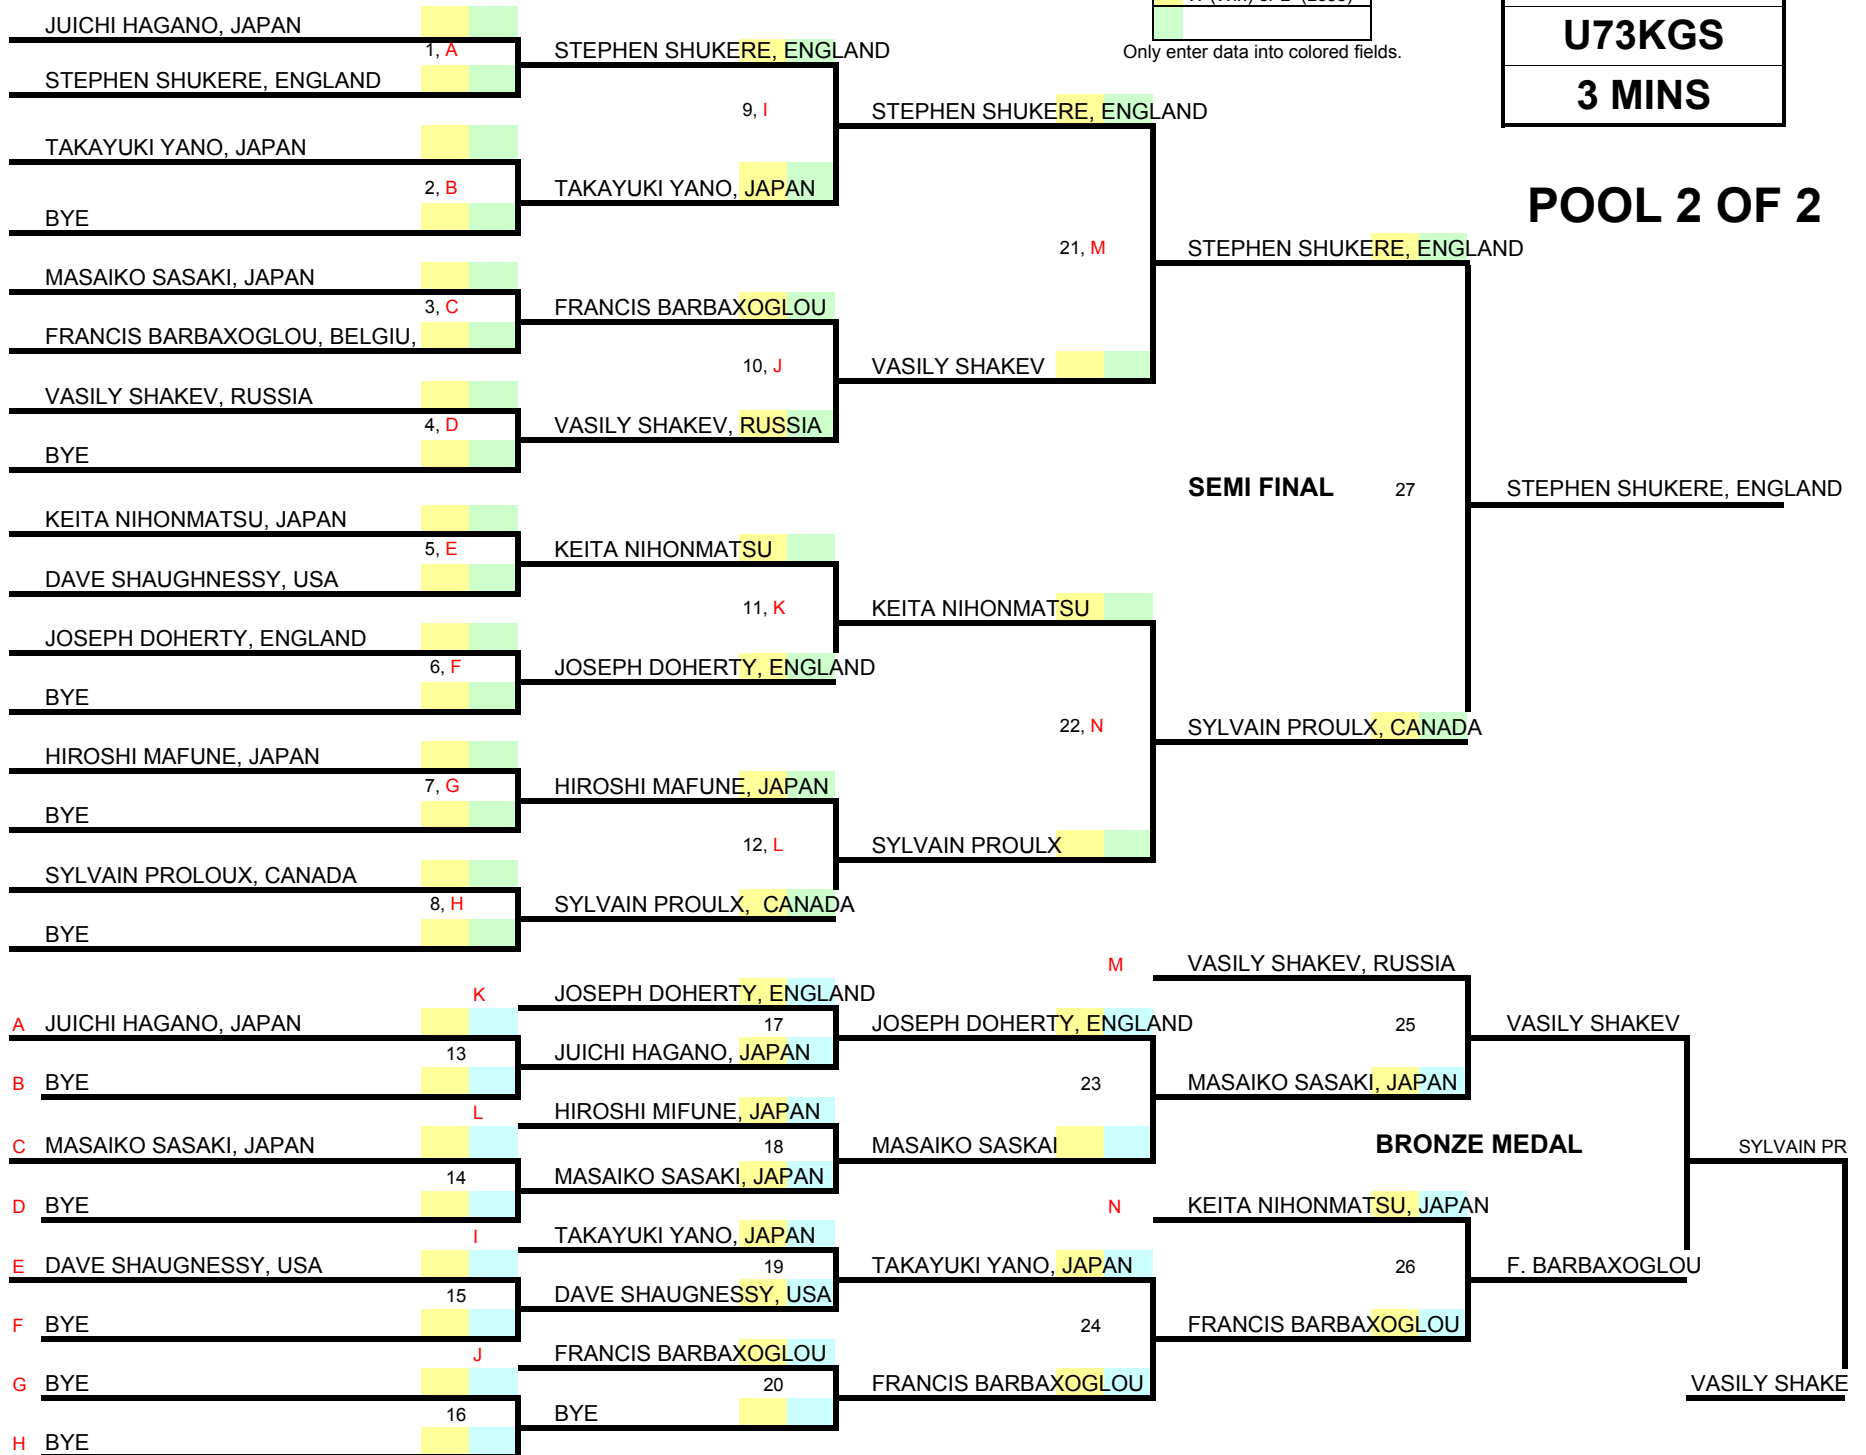 JUICHI HAGANO, JAPAN
1, A
STEPHEN SHUKERE, ENGLAND
TAKAYUKI YANO, JAPAN
2, B
BYE
MASAIKO SASAKI, JAPAN
3, C
FRANCIS BARBAXOGLOU, BELGIU,
VASILY SHAKEV, RUSSIA
4, D
BYE
KEITA NIHONMATSU, JAPAN
5, E
DAVE SHAUGHNESSY, USA
JOSEPH DOHERTY, ENGLAND
6, F
BYE
HIROSHI MAFUNE, JAPAN
7, G
BYE
SYLVAIN PROLOUX, CANADA
8, H
BYE
STEPHEN SHUKERE, ENGLAND
9, I
TAKAYUKI YANO, JAPAN
FRANCIS BARBAXOGLOU
10, J
VASILY SHAKEV, RUSSIA
KEITA NIHONMATSU
11, K
JOSEPH DOHERTY, ENGLAND
HIROSHI MAFUNE, JAPAN
12, L
SYLVAIN PROULX, CANADA
Only enter data into colored fields.
STEPHEN SHUKERE, ENGLAND
21, M
VASILY SHAKEV
KEITA NIHONMATSU
22, N
SYLVAIN PROULX
U73KGS
3 MINS
POOL 2 OF 2
STEPHEN SHUKERE, ENGLAND
SEMI FINAL 27
SYLVAIN PROULX, CANADA
STEPHEN SHUKERE, ENGLAND
A JUICHI HAGANO, JAPAN
13
B BYE
C MASAIKO SASAKI, JAPAN
14
D BYE
E DAVE SHAUGNESSY, USA
15
F BYE
G BYE
16
H BYE
K JOSEPH DOHERTY, ENGLAND
17
JUICHI HAGANO, JAPAN
L HIROSHI MIFUNE, JAPAN
18
MASAIKO SASAKI, JAPAN
I TAKAYUKI YANO, JAPAN
19
DAVE SHAUGNESSY, USA
J FRANCIS BARBAXOGLOU
20
BYE
JOSEPH DOHERTY, ENGLAND
23
MASAIKO SASKAI
TAKAYUKI YANO, JAPAN
24
FRANCIS BARBAXOGLOU
M VASILY SHAKEV, RUSSIA
25
MASAIKO SASAKI, JAPAN
BRONZE MEDAL
N KEITA NIHONMATSU, JAPAN
26
FRANCIS BARBAXOGLOU
VASILY SHAKEV
F. BARBAXOGLOU
SYLVAIN PR
VASILY SHAKE